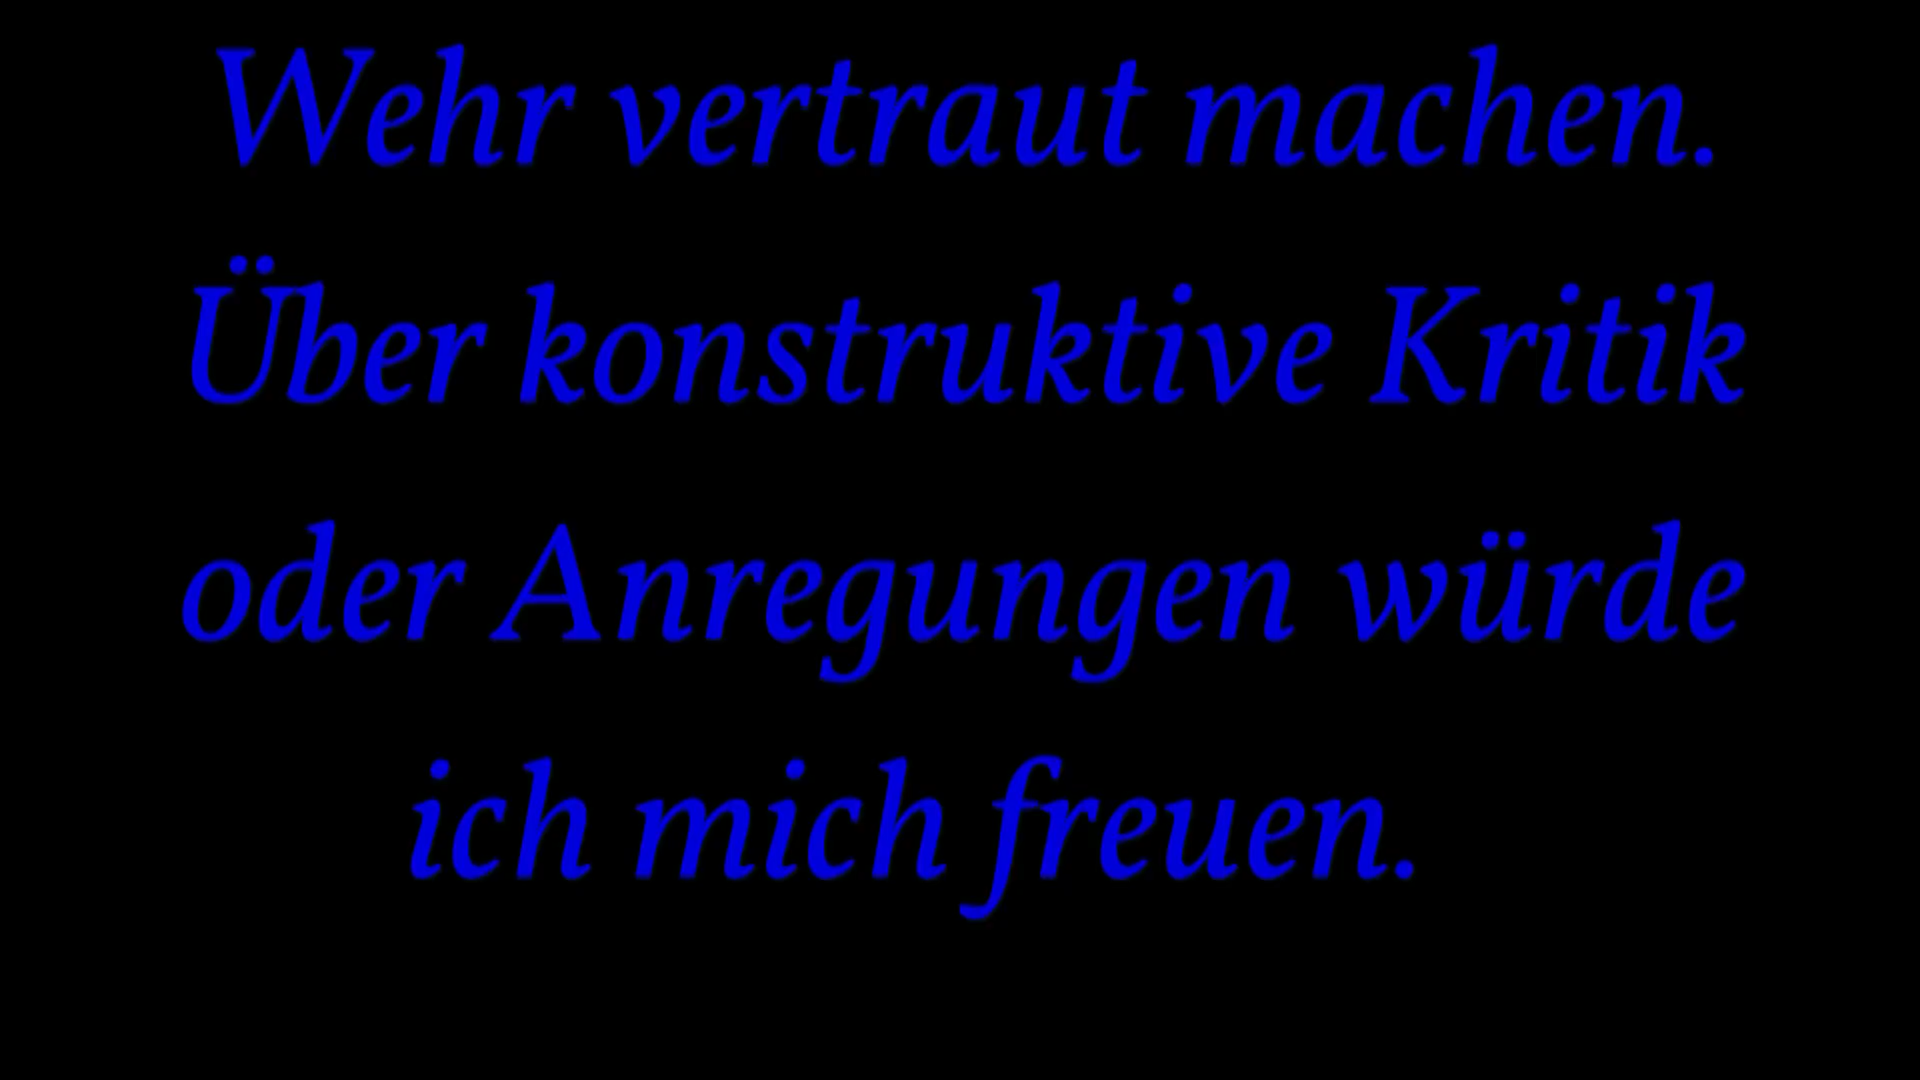 Wehr vertraut machen.
Über konstruktive Kritik
oder Anregungen würde
ich mich freuen.